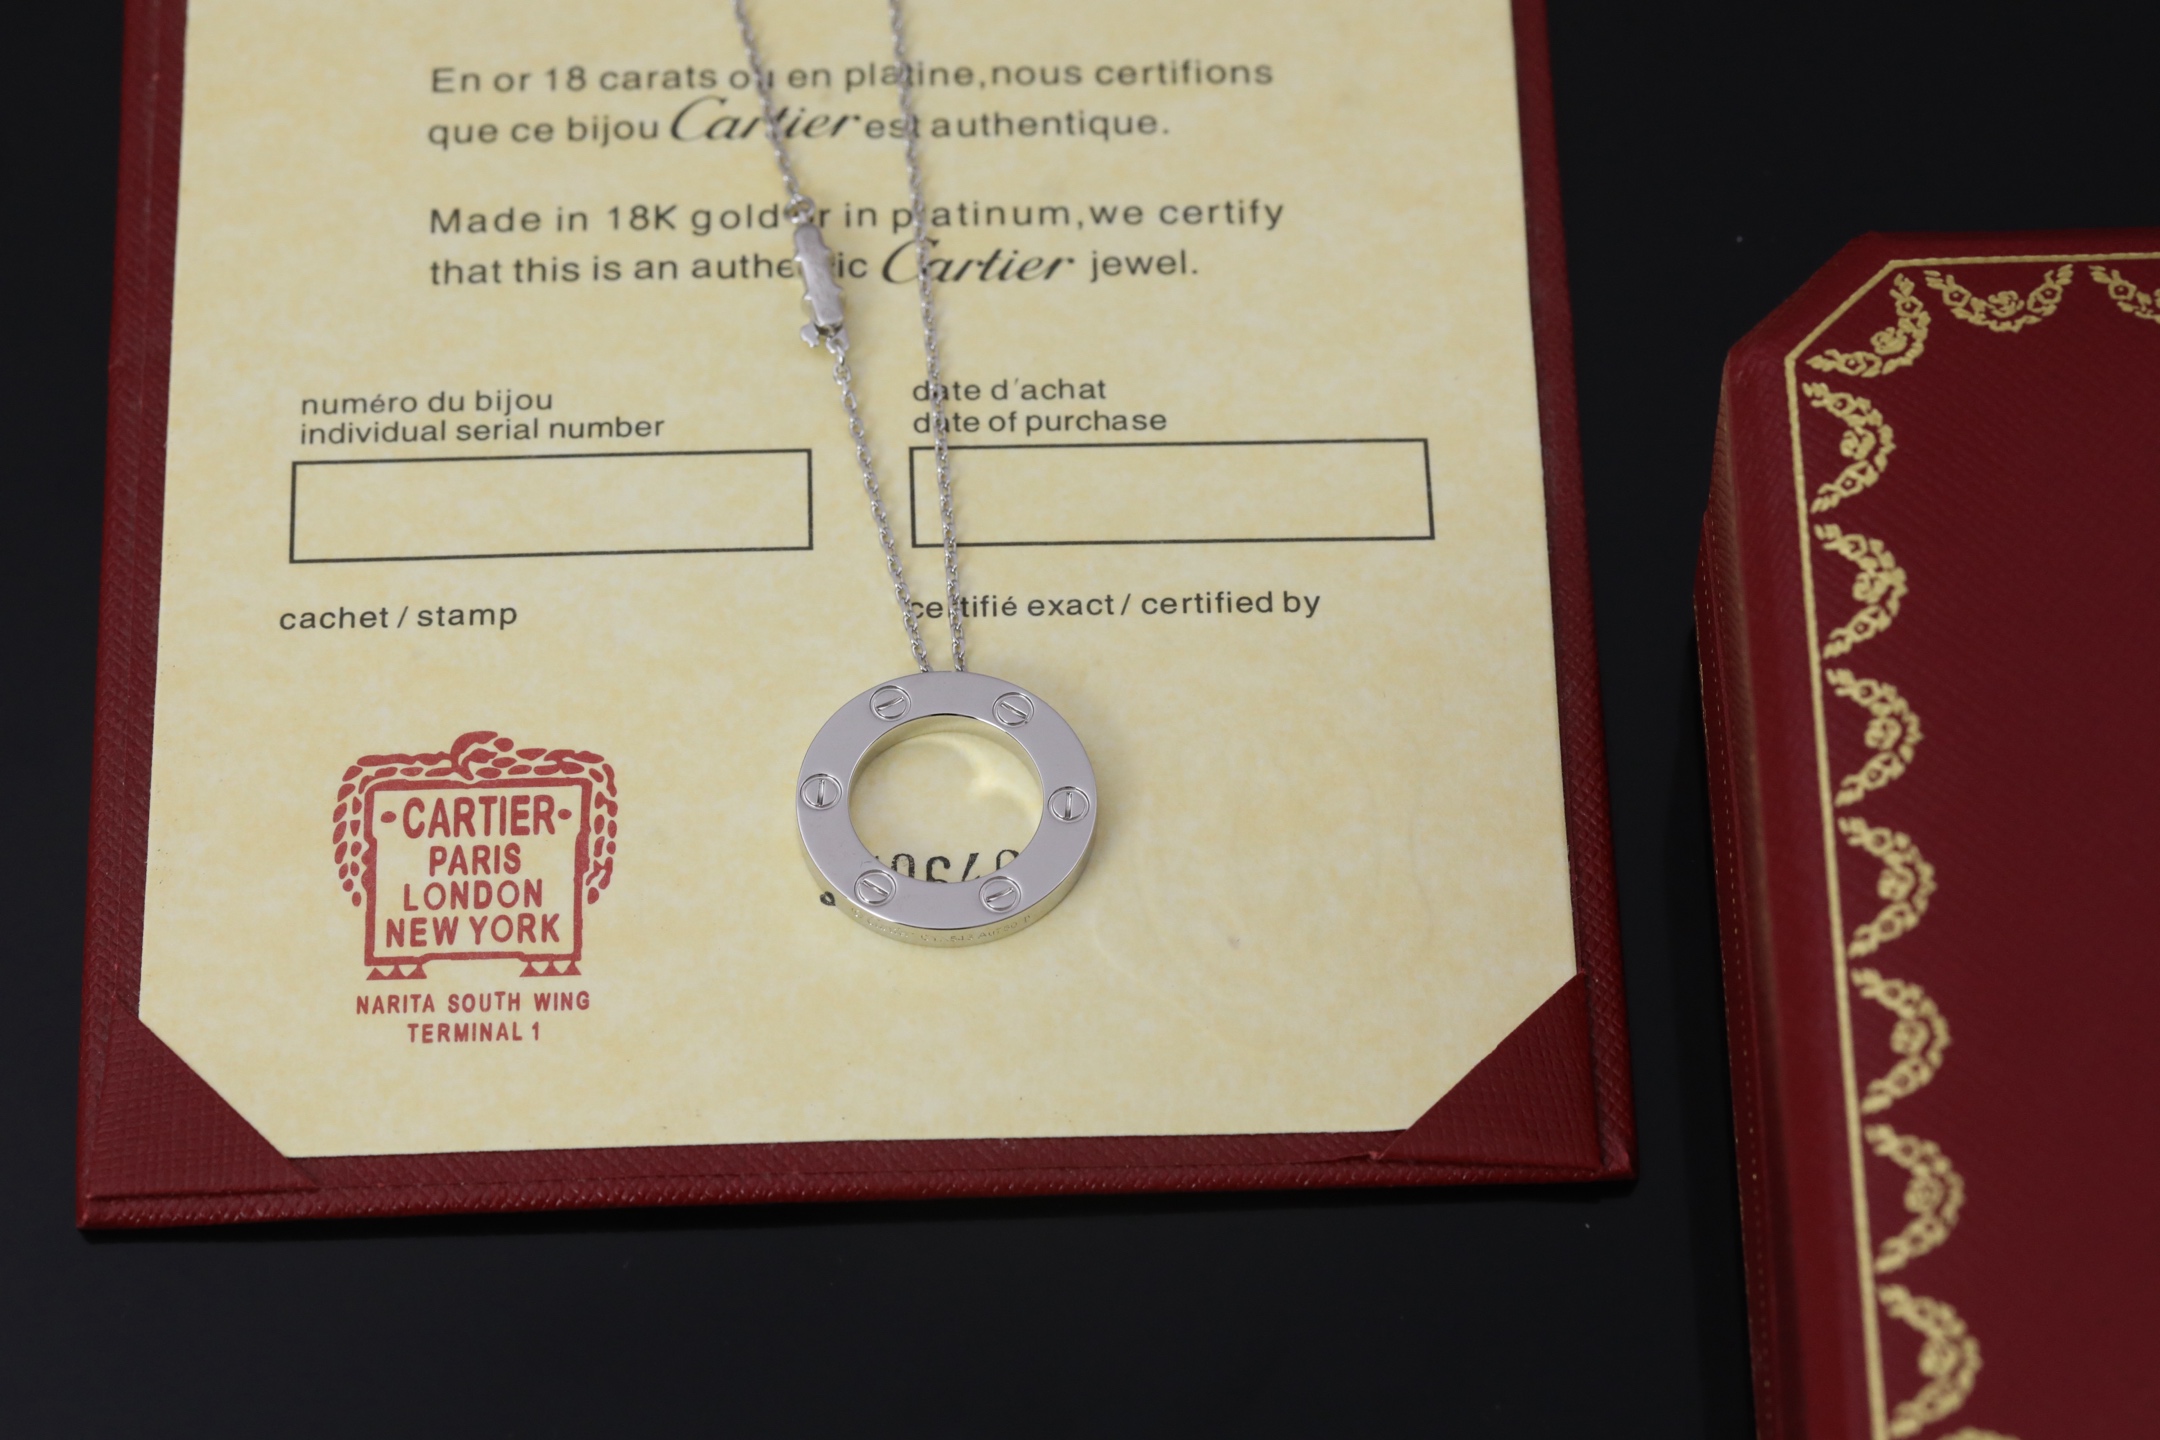 En or 18 carats ou en platine,nous certifions
que ce bijou Cartier est authentique.
Made in 18K gold or in platinum,we certify
that this is an authentic Cartier jewel.
numéro du bijou
individual serial number
date d'achat
date of purchase
cachet / stamp
certifié exact / certified by
·CARTIER·
PARIS
LONDON
NEW YORK
NARITA SOUTH WING
TERMINAL 1